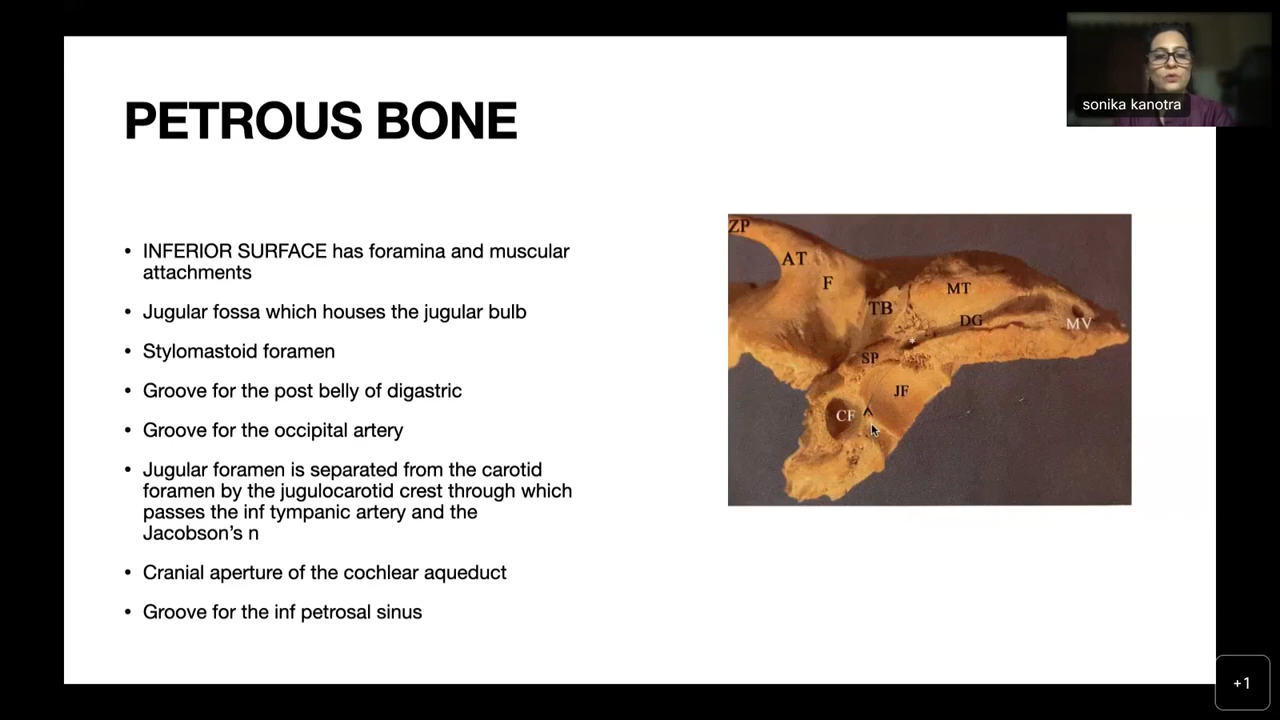 sonika kanotra
PETROUS BONE
• INFERIOR SURFACE has foramina and muscular
attachments
• Jugular fossa which houses the jugular bulb
• Stylomastoid foramen
• Groove for the post belly of digastric
• Groove for the occipital artery
• Jugular foramen is separated from the carotid
foramen by the jugulocarotid crest through which
passes the inf tympanic artery and the
Jacobson’s n
• Cranial aperture of the cochlear aqueduct
• Groove for the inf petrosal sinus
ZP
AT
F
MT
TB
DG
MV
*
SP
JF
CF
^
+1